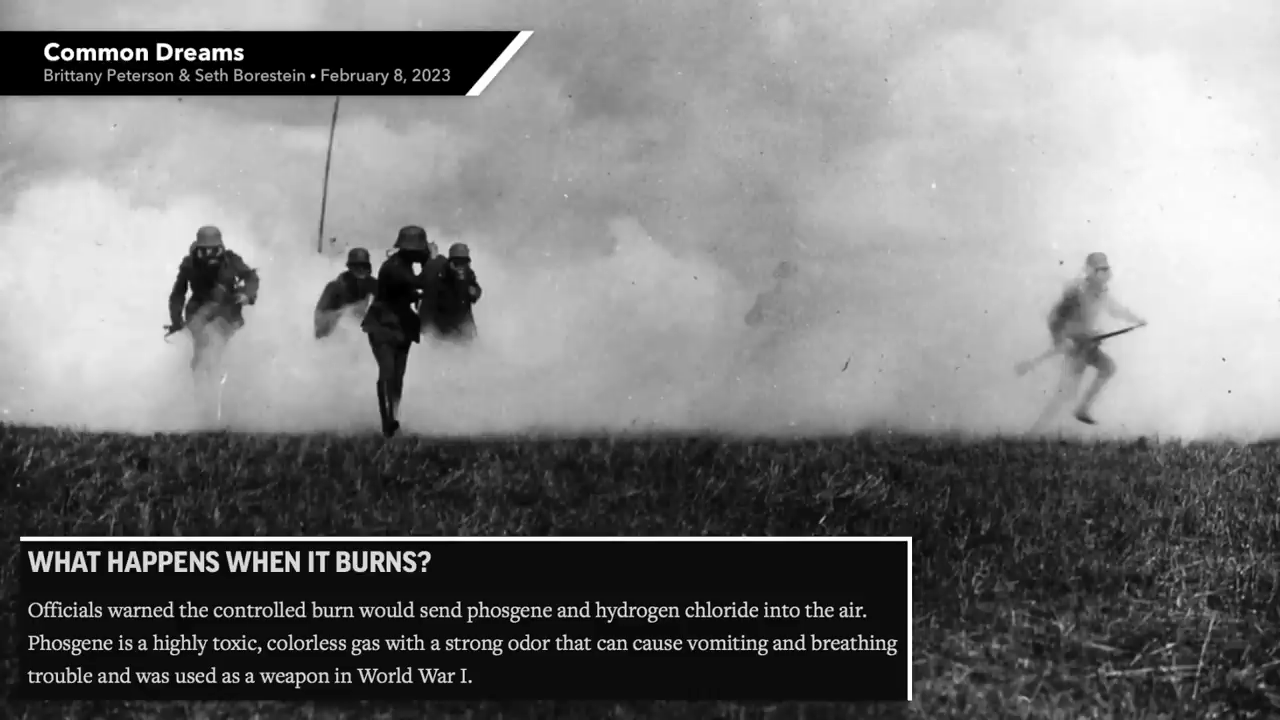 Common Dreams
Brittany Peterson & Seth Borestein • February 8, 2023
WHAT HAPPENS WHEN IT BURNS?
Officials warned the controlled burn would send phosgene and hydrogen chloride into the air.
Phosgene is a highly toxic, colorless gas with a strong odor that can cause vomiting and breathing
trouble and was used as a weapon in World War I.